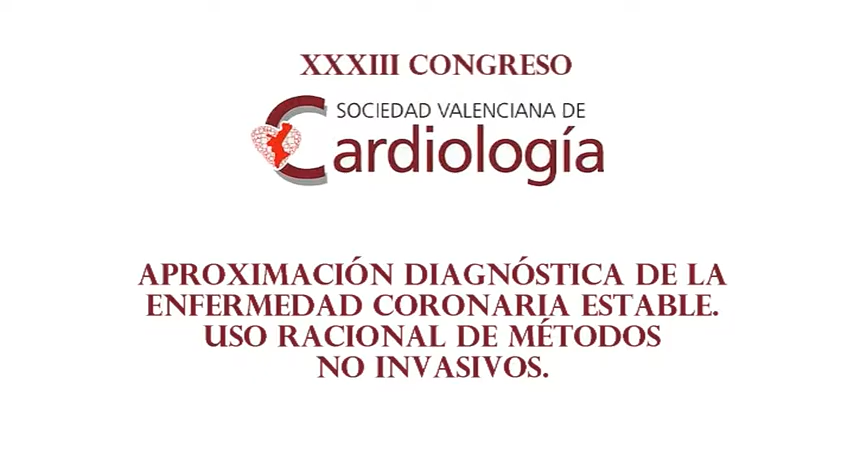 XXXIII CONGRESO
SOCIEDAD VALENCIANA DE
Cardiología
APROXIMACIÓN DIAGNÓSTICA DE LA
ENFERMEDAD CORONARIA ESTABLE.
USO RACIONAL DE MÉTODOS
NO INVASIVOS.